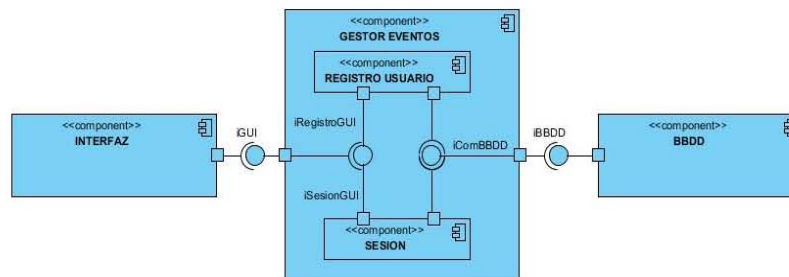 <<component>>
GESTOR EVENTOS
<<component>>
REGISTRO USUARIO
<<component>>
INTERFAZ
iGUI
iRegistroGUI
iComBBDD
iBBDD
<<component>>
BBDD
iSesionGUI
<<component>>
SESION